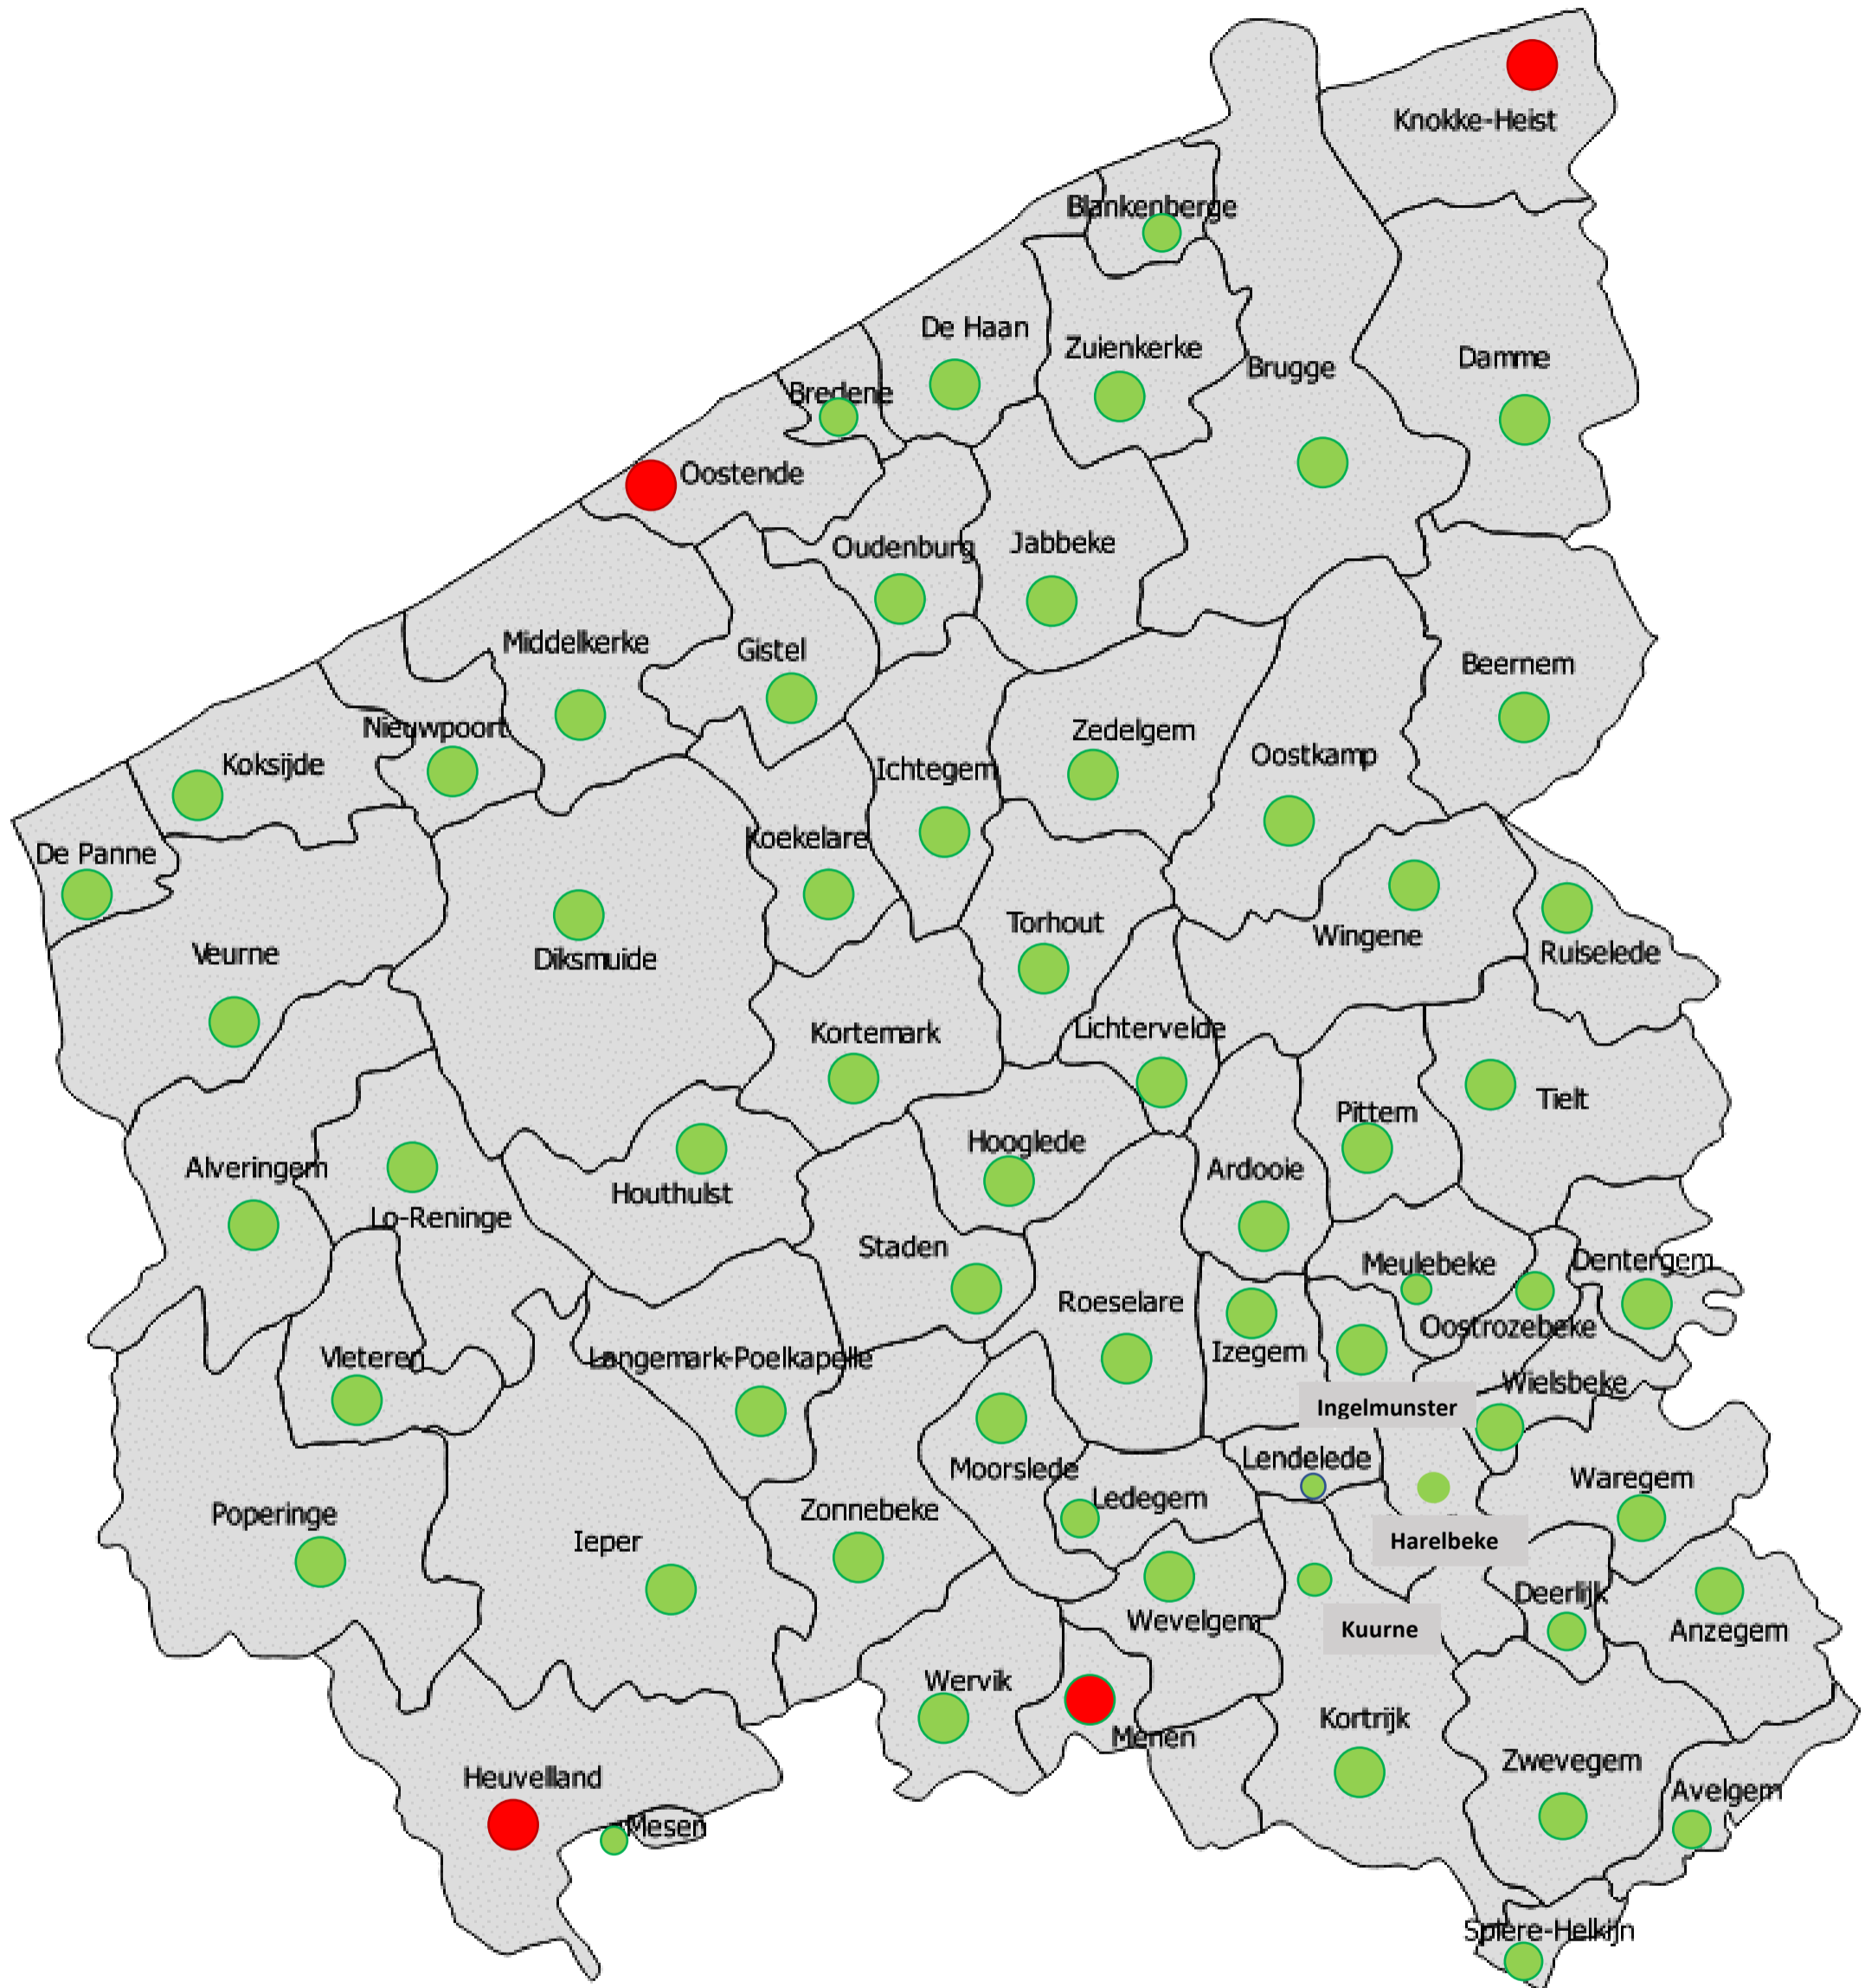 Knokke-Heist
Blankenberge
De Haan
Zuienkerke
Brugge
Damme
Bredene
Oostende
Oudenburg
Jabbeke
Middelkerke
Gistel
Beernem
Nieuwpoort
Zedelgem
Koksijde
Ichtegem
Oostkamp
De Panne
Koekelare
Torhout
Wingene
Veurne
Diksmuide
Ruiselede
Kortemark
Lichtervelde
Tielt
Pittem
Hooglede
Alveringem
Ardooie
Houthulst
Lo-Reninge
Staden
Meulebeke
Dentergem
Roeselare
Oostrozebeke
Izegem
Vleteren
Langemark-Poelkapelle
Wielsbeke
Ingelmunster
Lendelede
Moorslede
Waregem
Ledegem
Poperinge
Zonnebeke
Ieper
Harelbeke
Deerlijk
Wevelgem
Kuurne
Anzegem
Wervik
Kortrijk
Menen
Zwevegem
Heuvelland
Avelgem
Mesen
Spiere-Helkijn